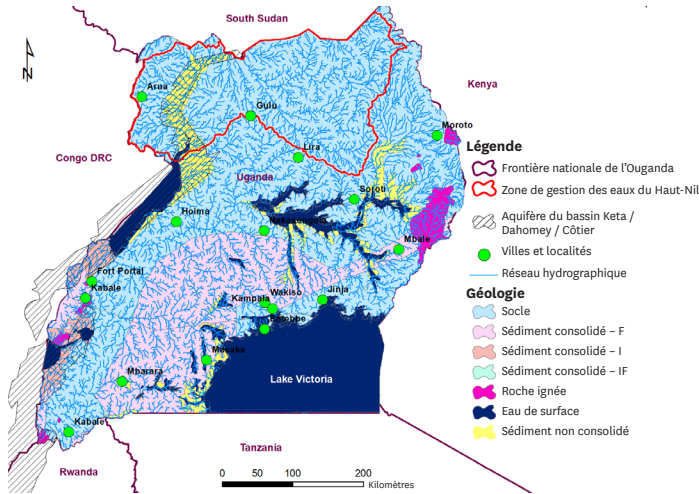 South Sudan
N
Arua
Kenya
Gulu
Moroto
Congo DRC
Lira
Uganda
Soroti
Hoima
Nakasongola
Mbale
Fort Portal
Kabale
Kampala
Wakiso
Jinja
Entebbe
Masaka
Mbarara
Lake Victoria
Kabale
Tanzania
Rwanda
0 50 100 200
Kilomètres
Légende
Frontière nationale de l'Ouganda
Zone de gestion des eaux du Haut-Nil
Aquifère du bassin Keta /
Dahomey / Côtier
Villes et localités
Réseau hydrographique
Géologie
Socle
Sédiment consolidé – F
Sédiment consolidé – I
Sédiment consolidé – IF
Roche ignée
Eau de surface
Sédiment non consolidé